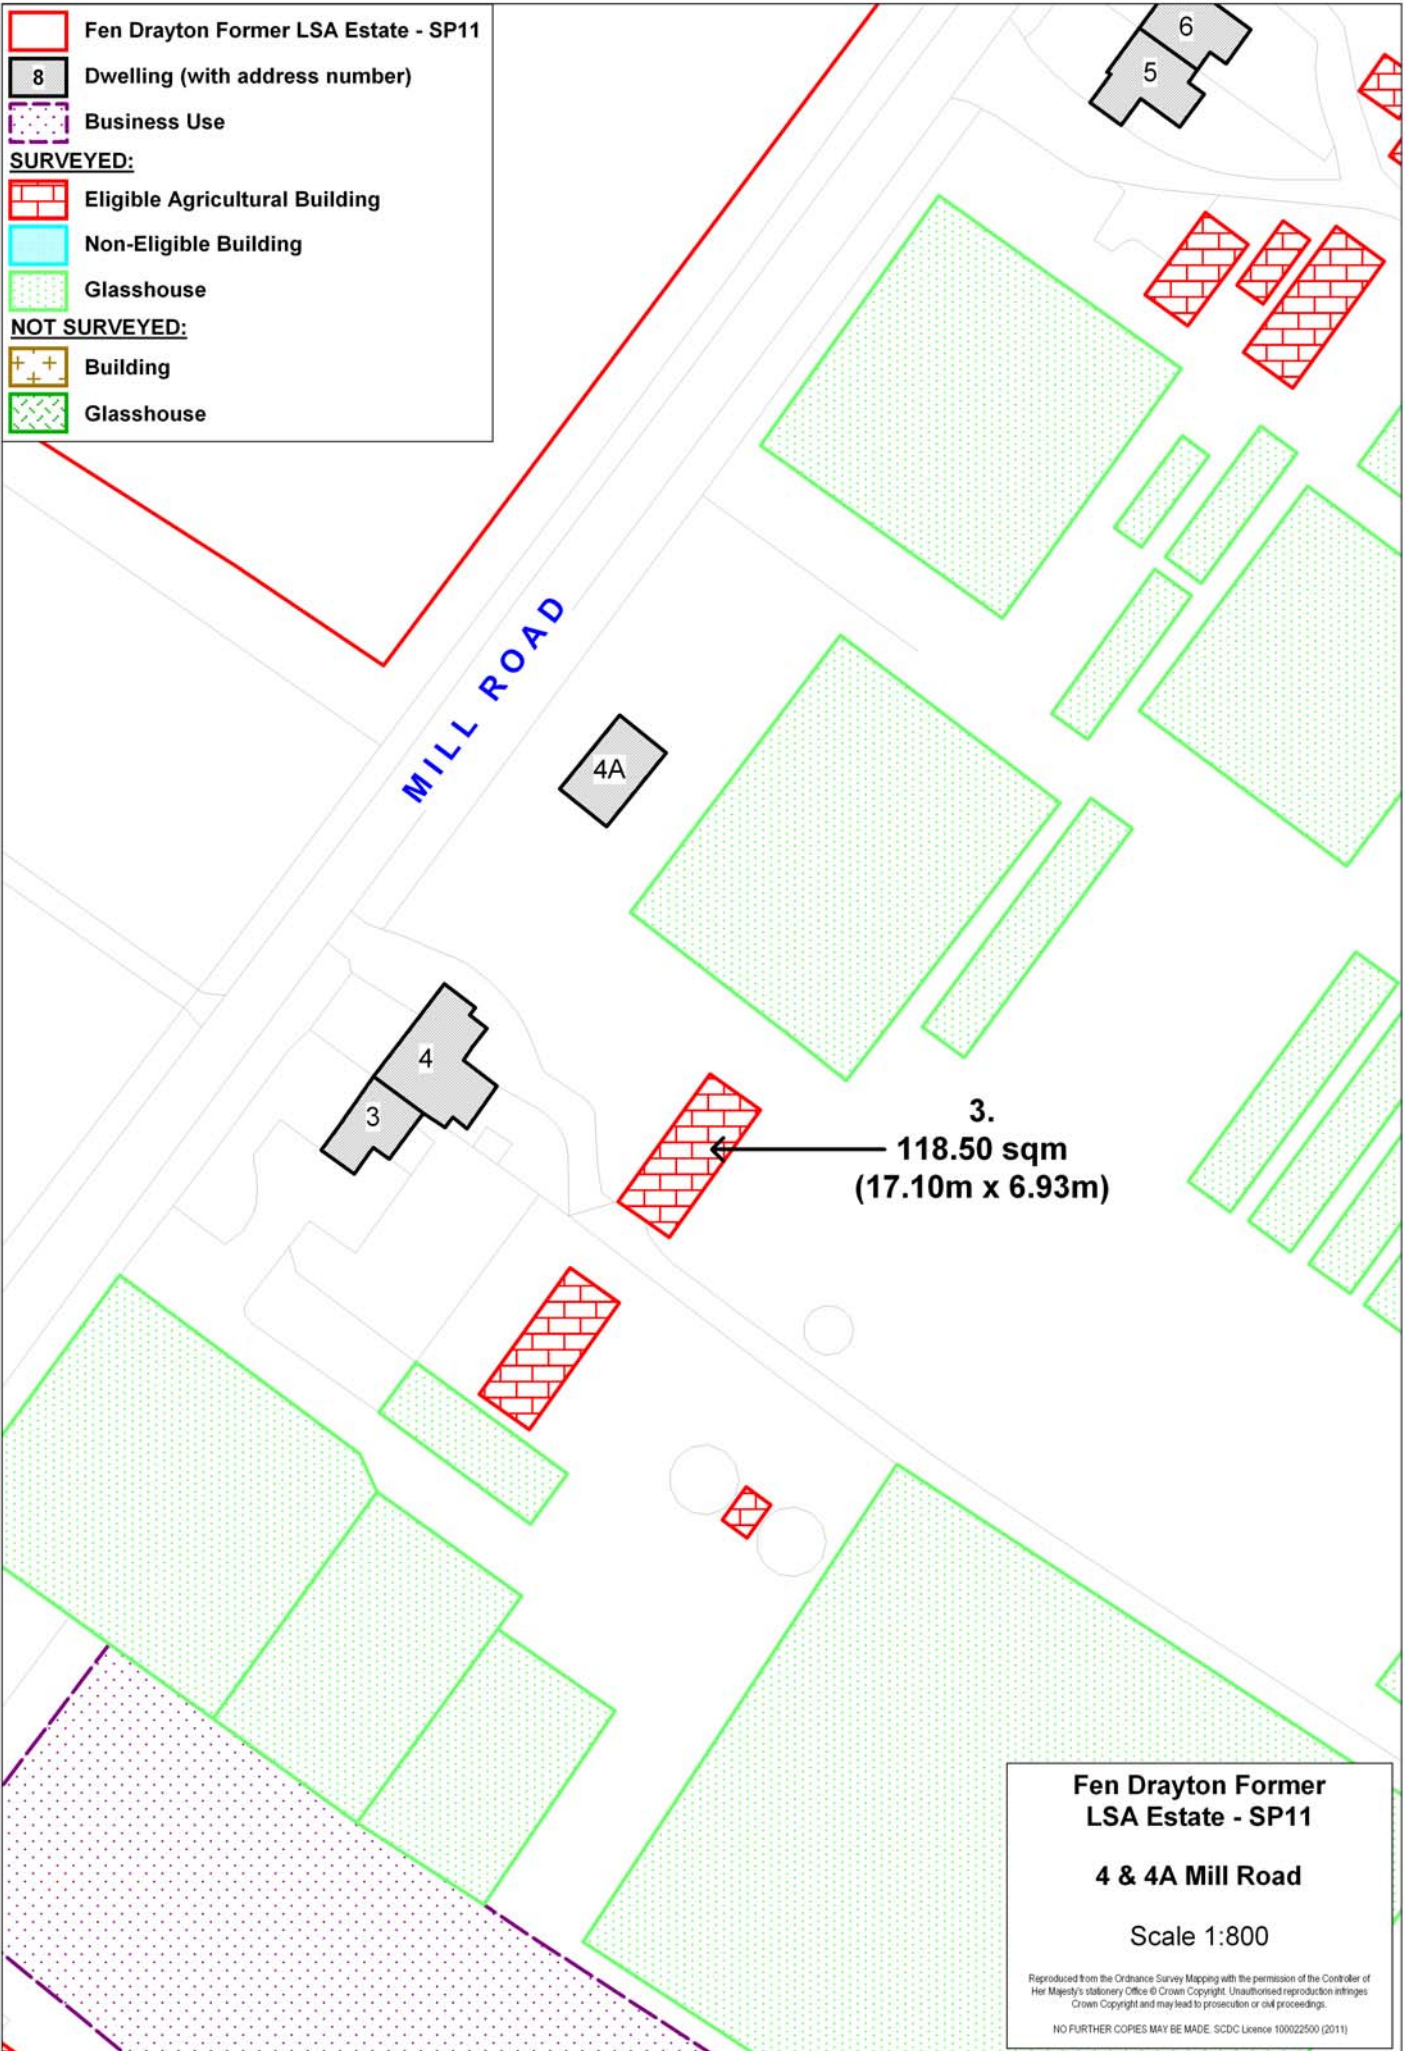 Fen Drayton Former LSA Estate - SP11
8
Dwelling (with address number)
Business Use
SURVEYED:
Eligible Agricultural Building
Non-Eligible Building
Glasshouse
NOT SURVEYED:
Building
Glasshouse
6
5
MILL ROAD
4A
4
3
3.
118.50 sqm
(17.10m x 6.93m)
Fen Drayton Former
LSA Estate - SP11
4 & 4A Mill Road
Scale 1:800
Reproduced from the Ordnance Survey Mapping with the permission of the Controller of
Her Majesty's stationery Office © Crown Copyright. Unauthorised reproduction infringes
Crown Copyright and may lead to prosecution or civil proceedings.
NO FURTHER COPIES MAY BE MADE. SCDC Licence 100022500 (2011)